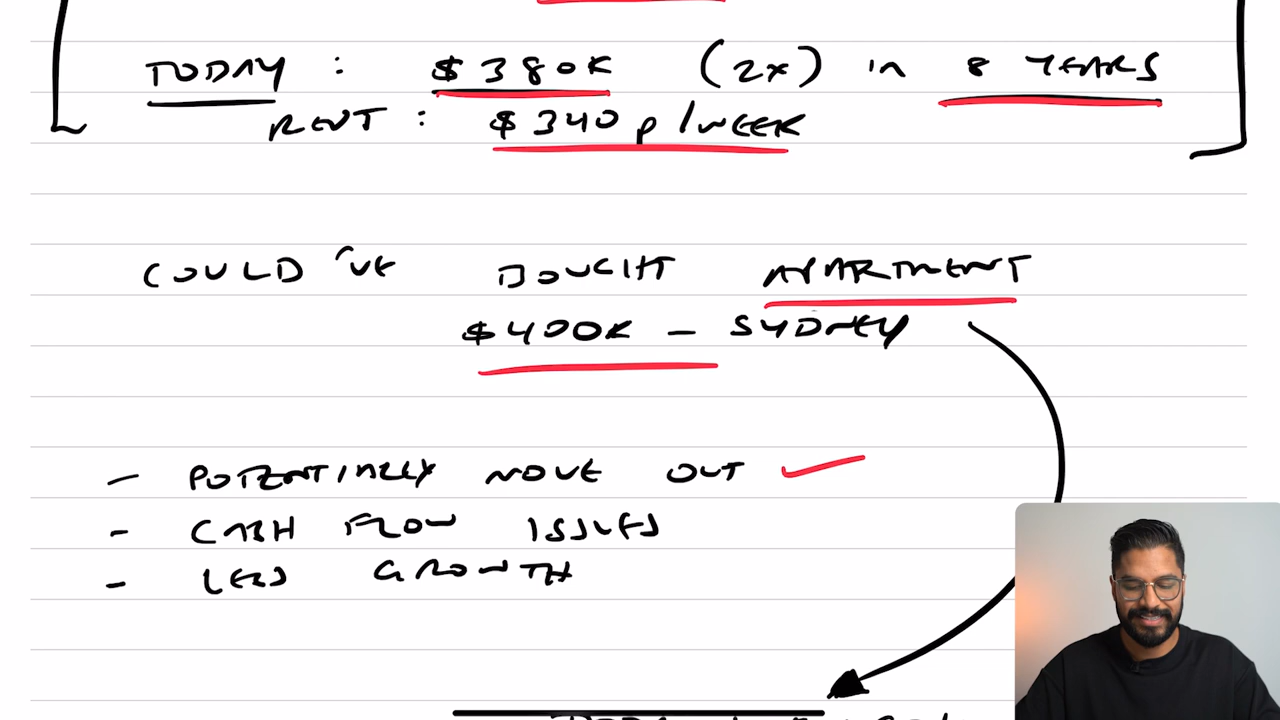 TODAY : $380K (2x) in 8 YEARS
RENT : $340 p/WEEK
COULD'VE BOUGHT APARTMENT
$400K - SYDNEY
- POTENTIALLY MOVE OUT
- CASH FLOW ISSUES
- LESS GROWTH